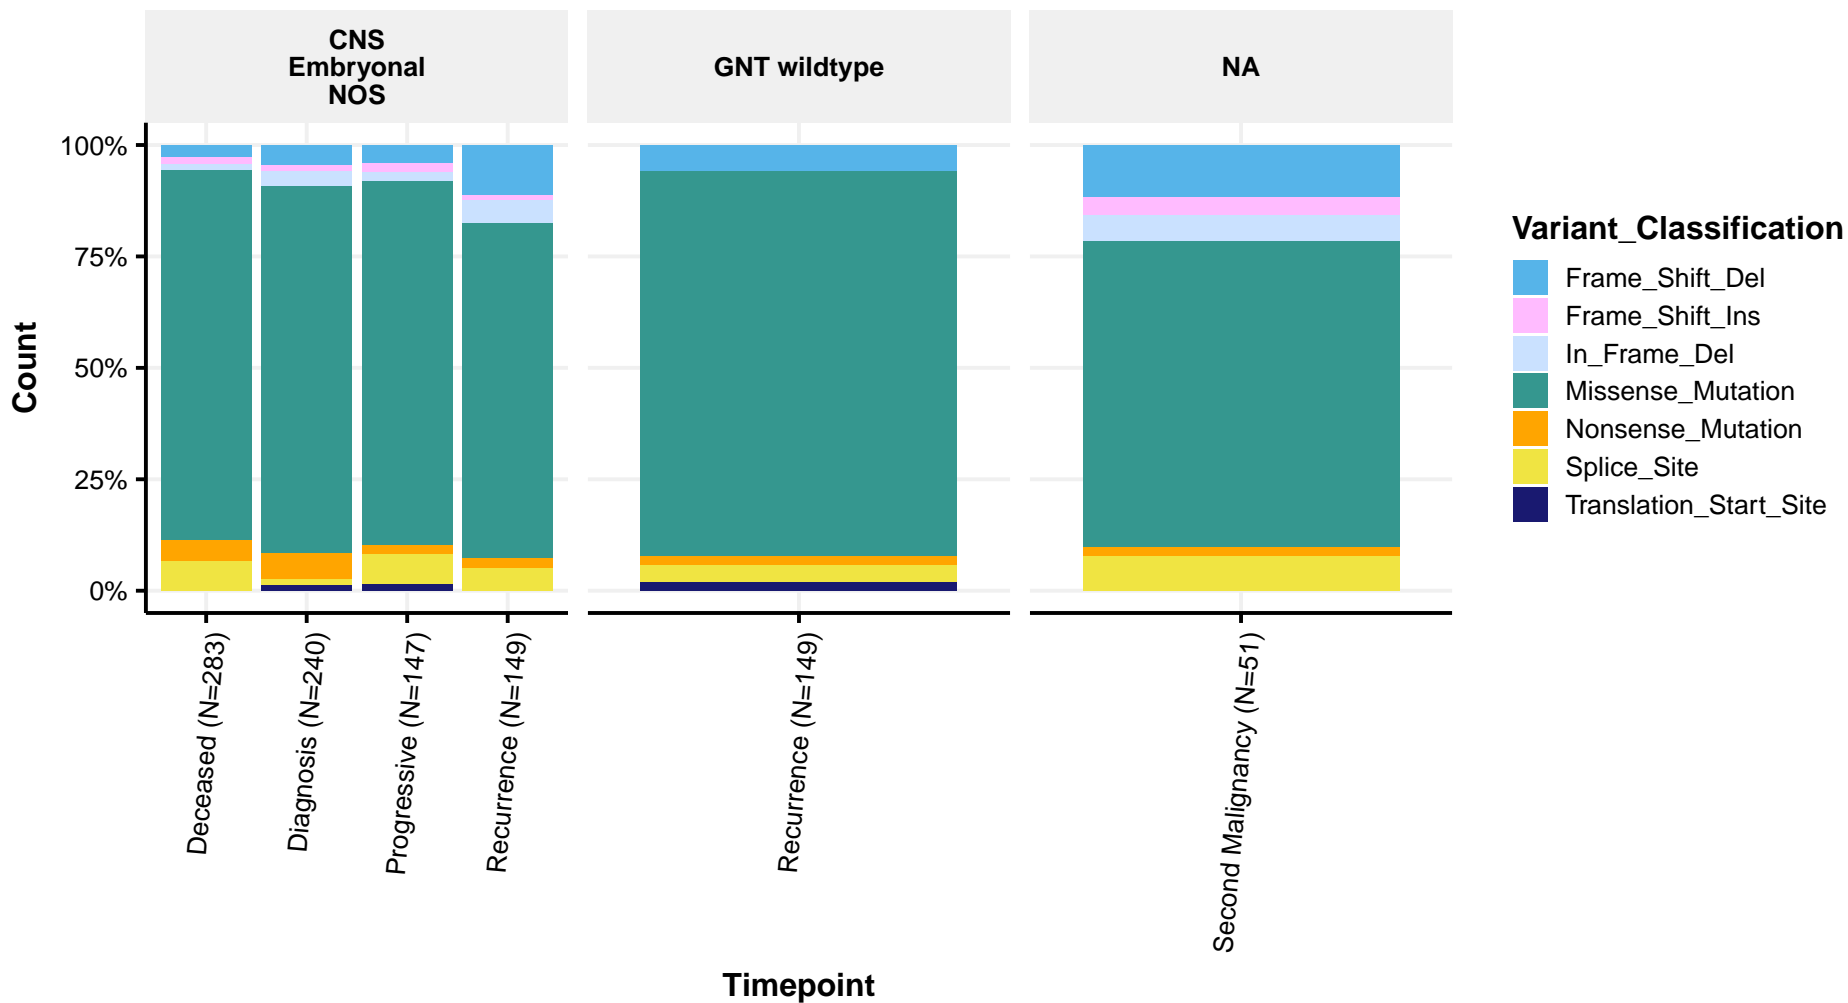 CNS
Embryonal
NOS
GNT wildtype
NA
Count
100%
75%
50%
25%
0%
Deceased (N=283)
Diagnosis (N=240)
Progressive (N=147)
Recurrence (N=149)
Recurrence (N=149)
Second Malignancy (N=51)
Timepoint
Variant_Classification
Frame_Shift_Del
Frame_Shift_Ins
In_Frame_Del
Missense_Mutation
Nonsense_Mutation
Splice_Site
Translation_Start_Site